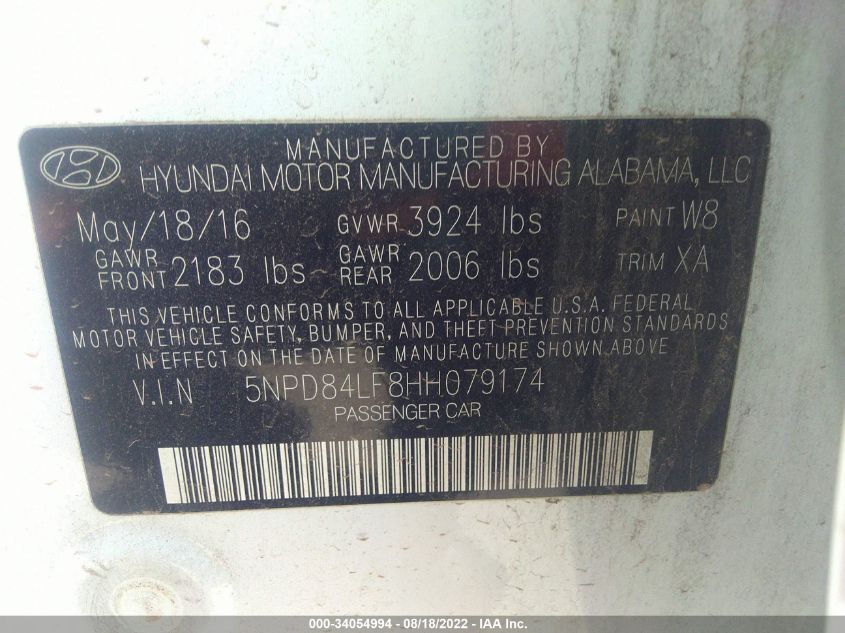 MANUFACTURED BY
HYUNDAI MOTOR MANUFACTURING ALABAMA, LLC
May/18/16 GVWR 3924 lbs PAINT W8
GAWR FRONT 2183 lbs GAWR REAR 2006 lbs TRIM XA
THIS VEHICLE CONFORMS TO ALL APPLICABLE U.S.A. FEDERAL
MOTOR VEHICLE SAFETY, BUMPER, AND THEFT PREVENTION STANDARDS
IN EFFECT ON THE DATE OF MANUFACTURE SHOWN ABOVE
V.I.N 5NPD84LF8HH079174
PASSENGER CAR
000-34054994 - 08/18/2022 - IAA Inc.